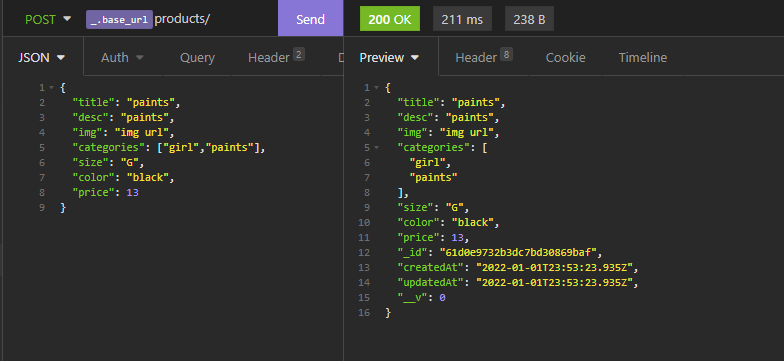 POST _.base_url products/ Send 200 OK 211 ms 238 B
JSON Auth Query Header 2 D Preview Header 8 Cookie Timeline
1 {
2 "title": "paints",
3 "desc": "paints",
4 "img": "img url",
5 "categories": ["girl","paints"],
6 "size": "G",
7 "color": "black",
8 "price": 13
9 }
1 {
2 "title": "paints",
3 "desc": "paints",
4 "img": "img url",
5 "categories": [
6 "girl",
7 "paints"
8 ],
9 "size": "G",
10 "color": "black",
11 "price": 13,
12 "_id": "61d0e9732b3dc7bd30869baf",
13 "createdAt": "2022-01-01T23:53:23.935Z",
14 "updatedAt": "2022-01-01T23:53:23.935Z",
15 "__v": 0
16 }